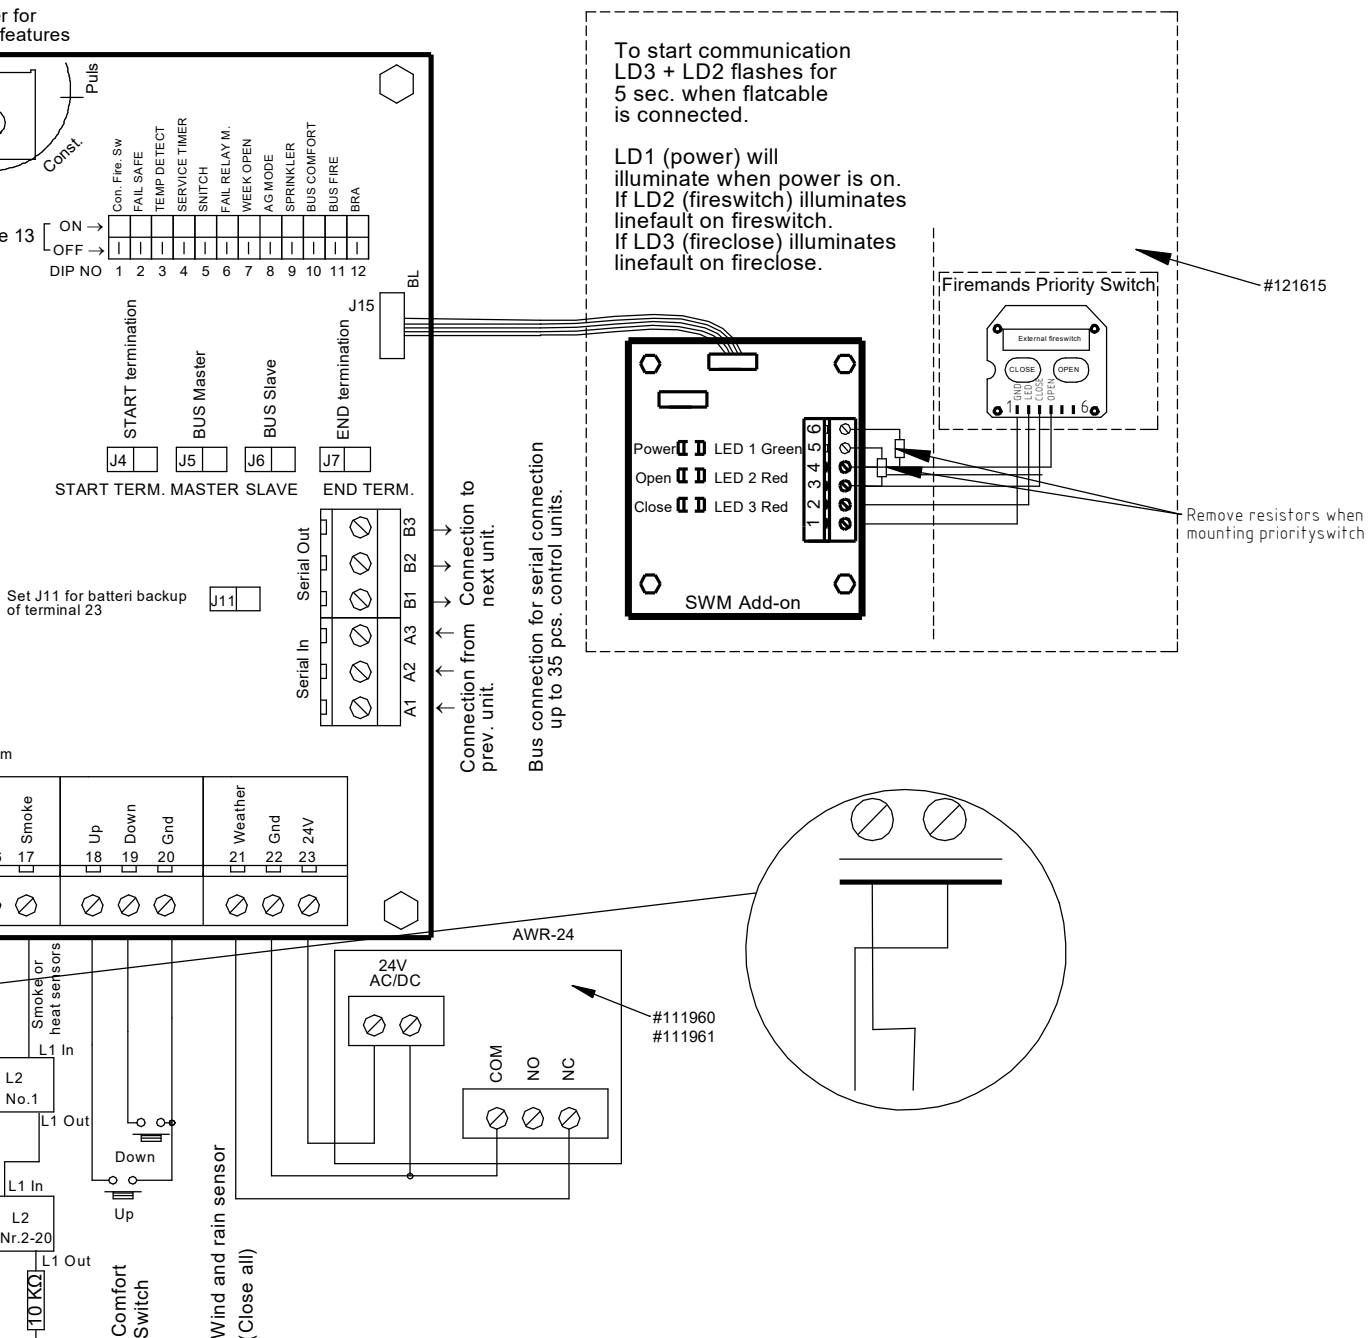 r for
features
Puls
Const.
Con. Fire. Sw
FAIL SAFE
TEMP DETECT
SERVICE TIMER
SNITCH
FAIL RELAY M.
WEEK OPEN
AG MODE
SPRINKLER
BUS COMFORT
BUS FIRE
BRA
e 13
ON →
OFF →
DIP NO 1 2 3 4 5 6 7 8 9 10 11 12
BL
J15
START termination
BUS Master
BUS Slave
END termination
J4
J5
J6
J7
START TERM. MASTER SLAVE END TERM.
Serial Out
B3
B2
B1
Connection to
next unit.
Set J11 for batteri backup
of terminal 23
J11
Serial In
A3
A2
A1
Connection from
prev. unit.
Bus connection for serial connection
up to 35 pcs. control units.
To start communication
LD3 + LD2 flashes for
5 sec. when flatcable
is connected.
LD1 (power) will
illuminate when power is on.
If LD2 (fireswitch) illuminates
linefault on fireswitch.
If LD3 (fireclose) illuminates
linefault on fireclose.
#121615
Firemands Priority Switch
External fireswitch
CLOSE
OPEN
GND
LED
CLOSE
OPEN
1
6
Power LED 1 Green
Open LED 2 Red
Close LED 3 Red
6
5
4
3
2
1
SWM Add-on
Remove resistors when
mounting priorityswitch
m
Smoke
Up
Down
Gnd
Weather
Gnd
24V
17 18 19 20 21 22 23
AWR-24
24V
AC/DC
#111960
#111961
COM
NO
NC
Smoke or
heat sensors
L1 In
L2
No.1
L1 Out
L1 In
L2
Nr.2-20
L1 Out
10 KΩ
Down
Up
Comfort
Switch
Wind and rain sensor
(Close all)